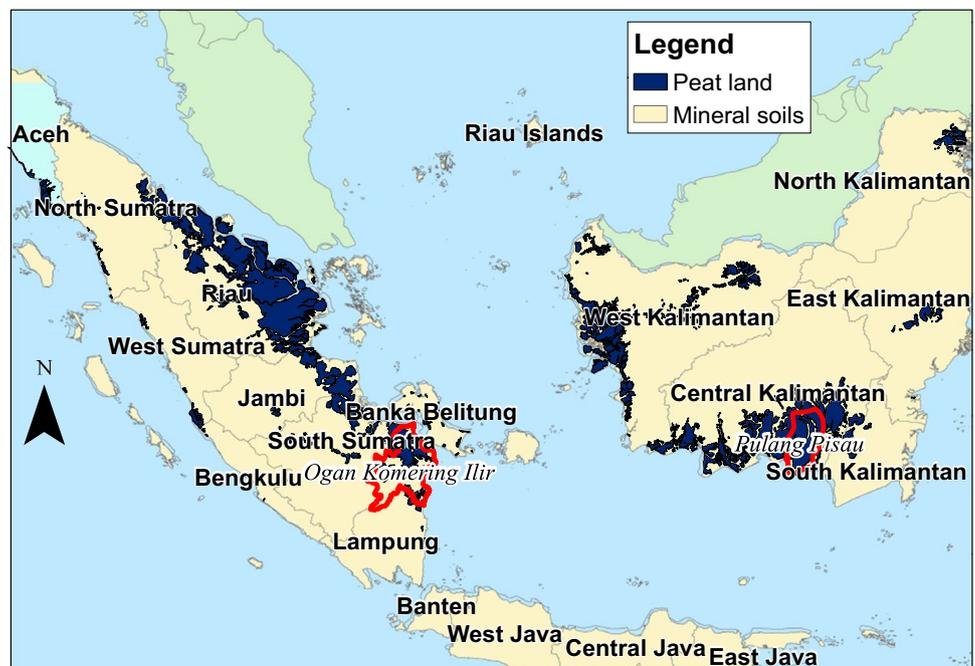 Legend
Peat land
Mineral soils
Aceh
Riau Islands
North Kalimantan
North Sumatra
Riau
East Kalimantan
West Kalimantan
West Sumatra
N
Central Kalimantan
Jambi
Banka Belitung
South Sumatra
Pulang Pisau
Ogan Komering Ilir
South Kalimantan
Bengkulu
Lampung
Banten
West Java
Central Java
East Java